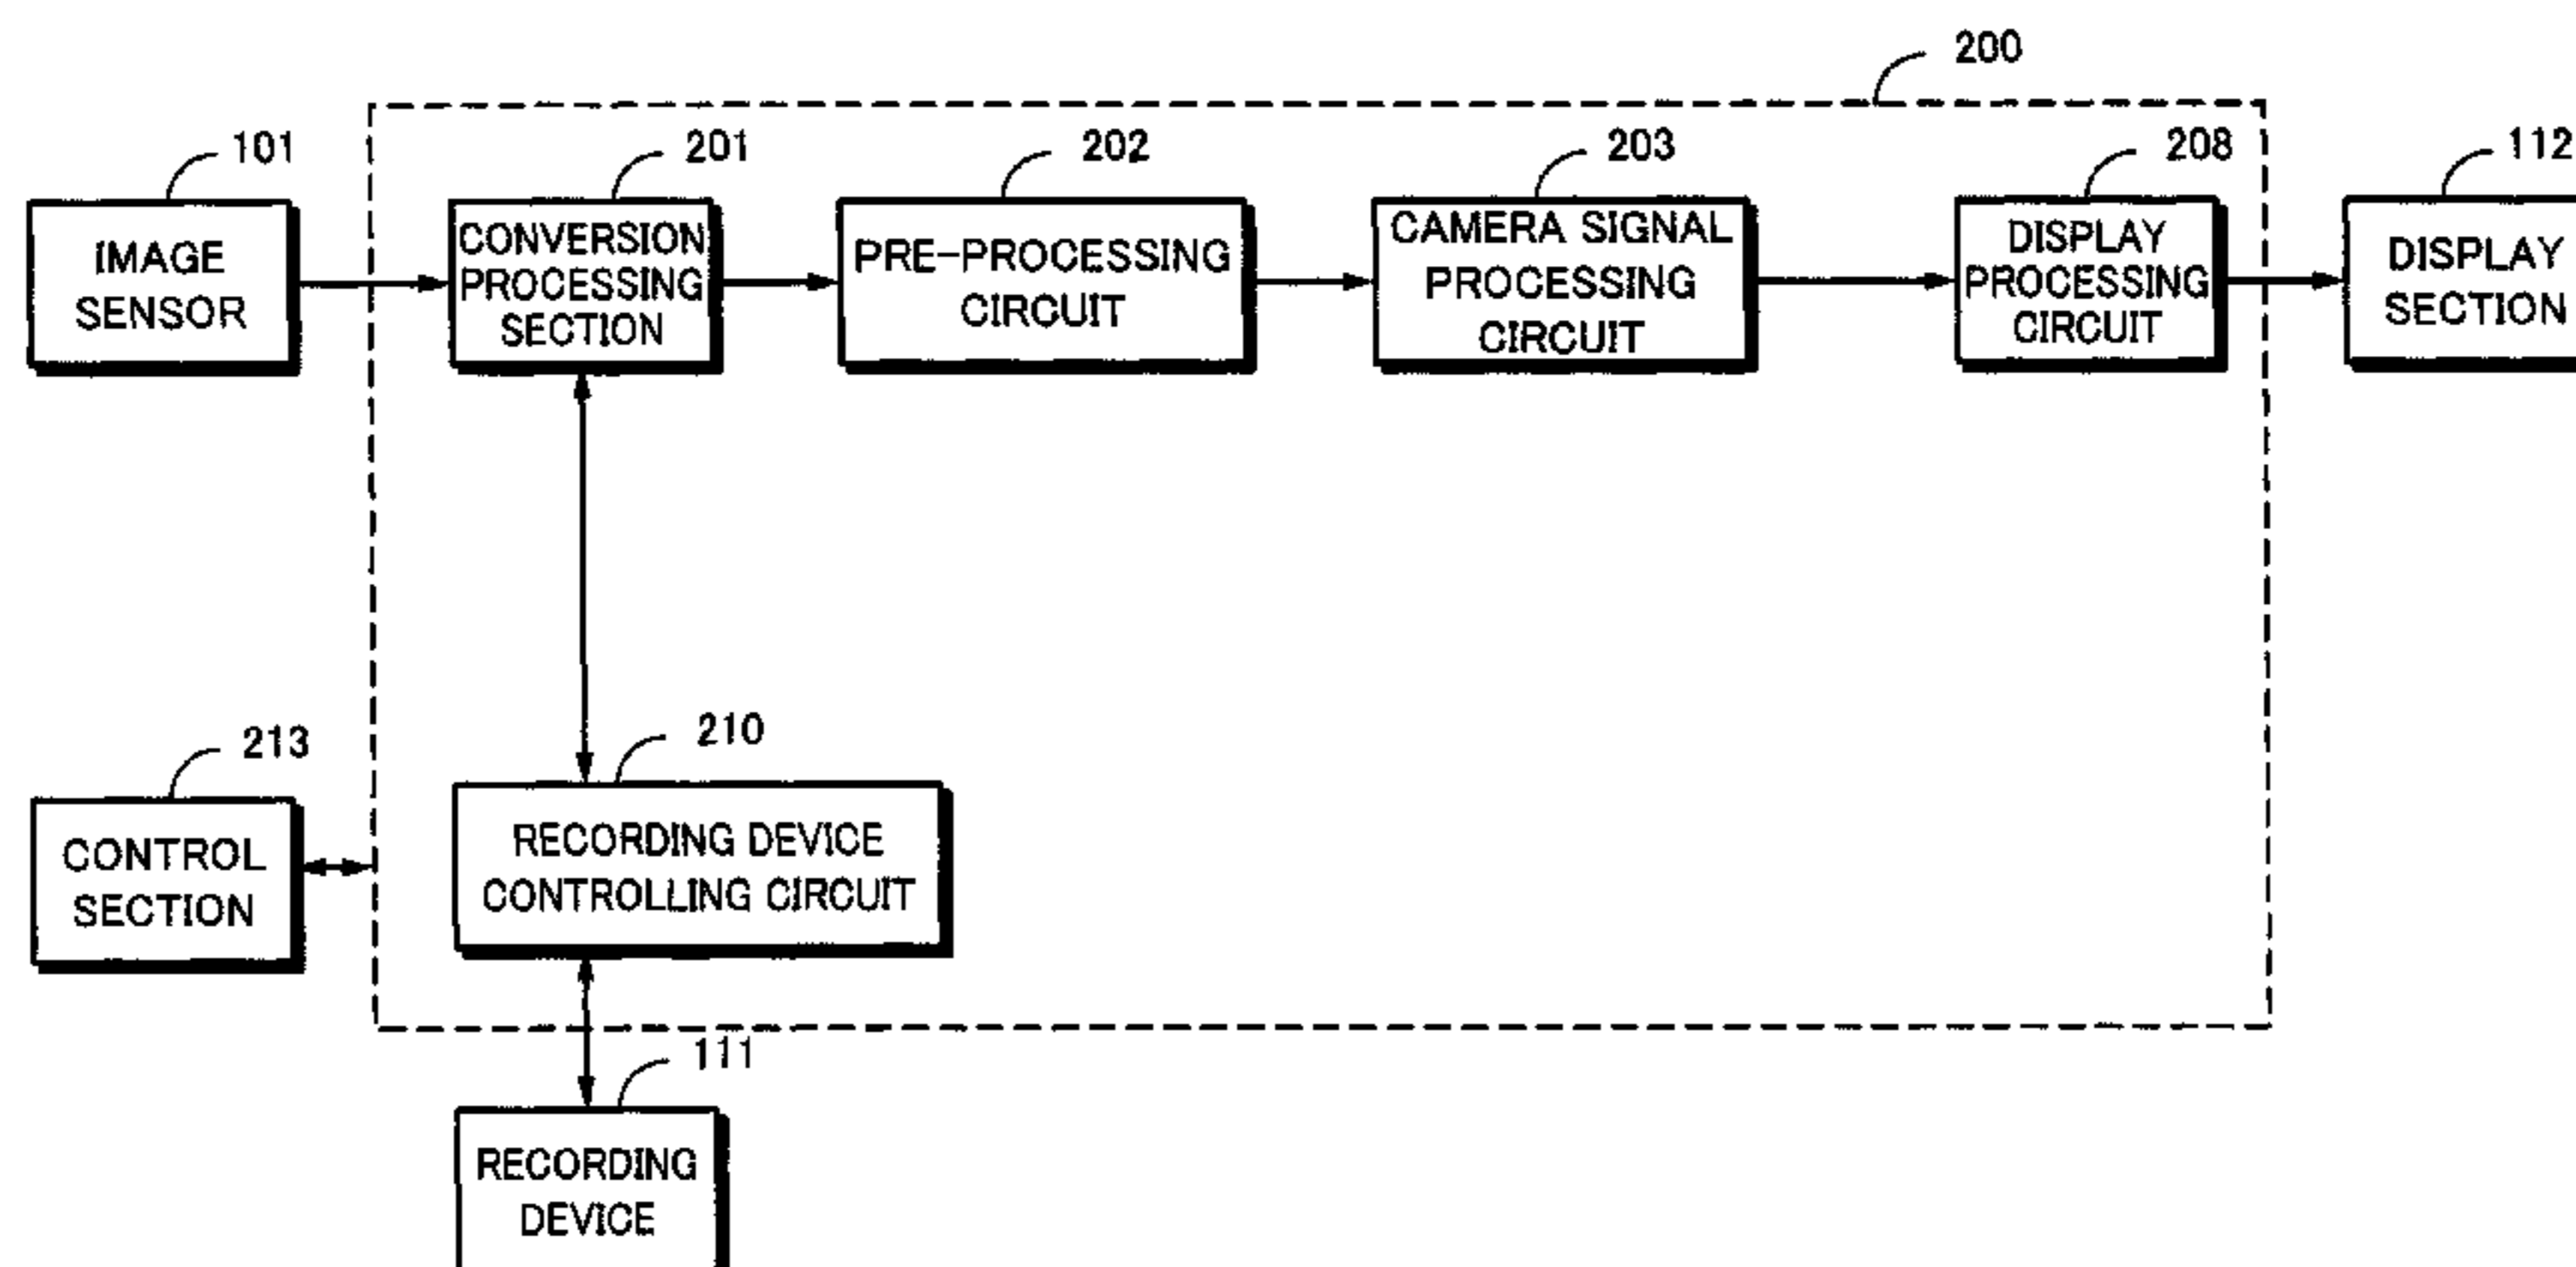 200
101
201
202
203
208
112
IMAGE
SENSOR
CONVERSION
PROCESSING
SECTION
PRE-PROCESSING
CIRCUIT
CAMERA SIGNAL
PROCESSING
CIRCUIT
DISPLAY
PROCESSING
CIRCUIT
DISPLAY
SECTION
213
210
CONTROL
SECTION
RECORDING DEVICE
CONTROLLING CIRCUIT
111
RECORDING
DEVICE